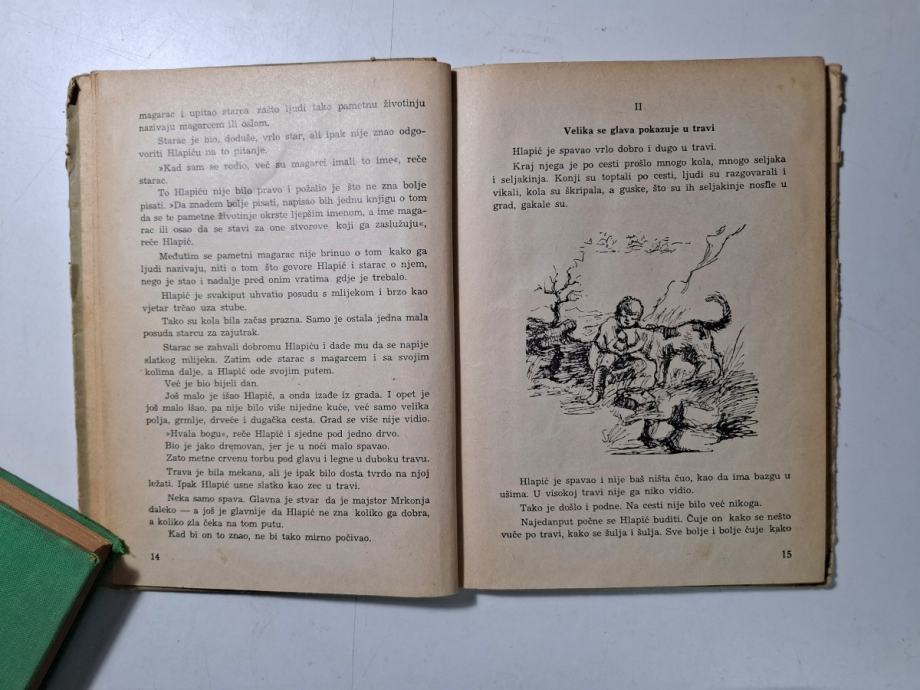 magarac i upitao starca zašto ljudi tako pametnu životinju
nazivaju magarcem ili oslom.
Starac je bio, doduše, vrlo star, ali ipak nije znao odgo-
voriti Hlapiću na to pitanje.
»Kad sam se rodio, već su magarci imali to ime«, reče
starac.
To Hlapiću nije bilo pravo i požalio je što ne zna bolje
pisati. »Da znadem bolje pisati, napisao bih jednu knjigu o tom
da se te pametne životinje okrste ljepšim imenom, a ime maga-
rac ili osao da se stavi za one stvorove koji ga zaslužuju«,
reče Hlapić.
Međutim se pametni magarac nije brinuo o tom kako ga
ljudi nazivaju, niti o tom što govore Hlapić i starac o njem,
nego je stao i nadalje pred onim vratima gdje je trebalo.
Hlapić je svakiput uhvatio posudu s mlijekom i brzo kao
vjetar trčao uza stube.
Tako su kola bila začas prazna. Samo je ostala jedna mala
posuda starcu za zajutrak.
Starac se zahvali dobromu Hlapiću i dade mu da se napije
slatkog mlijeka. Zatim ode starac s magarcem i sa svojim
kolima dalje, a Hlapić ode svojim putem.
Već je bio bijeli dan.
Još malo je išao Hlapić, a onda izađe iz grada. I opet je
još malo išao, pa nije bilo više nijedne kuće, već samo velika
polja, grmlje, drveće i dugačka cesta. Grad se više nije vidio.
»Hvala bogu«, reče Hlapić i sjedne pod jedno drvo.
Bio je jako dremovan, jer je u noći malo spavao.
Zato metne crvenu torbu pod glavu i legne u duboku travu.
Trava je bila mekana, ali je ipak bilo dosta tvrdo na njoj
ležati. Ipak Hlapić usne slatko kao zec u travi.
Neka samo spava. Glavna je stvar da je majstor Mrkonja
daleko — a još je glavnije da Hlapić ne zna koliko ga dobra,
a koliko zla čeka na tom putu.
Kad bi on to znao, ne bi tako mirno počivao.
14
II
Velika se glava pokazuje u travi
Hlapić je spavao vrlo dobro i dugo u travi.
Kraj njega je po cesti prošlo mnogo kola, mnogo seljaka
i seljakinja. Konji su toptali po cesti, ljudi su razgovarali i
vikali, kola su škripala, a guske, što su ih seljakinje nosile u
grad, gakale su.
Hlapić je spavao i nije baš ništa čuo, kao da ima bazgu u
ušima. U visokoj travi nije ga niko vidio.
Tako je došlo i podne. Na cesti nije bilo već nikoga.
Najedanput počne se Hlapić buditi. Čuje on kako se nešto
vuče po travi, kako se šulja i šulja. Sve bolje i bolje čuje kako
15